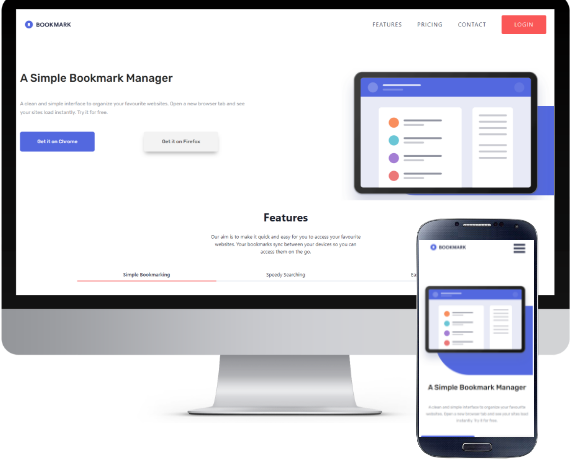 BOOKMARK
FEATURES PRICING CONTACT LOGIN
A Simple Bookmark Manager
A clean and simple interface to organize your favourite websites. Open a new browser tab and see
your sites load instantly. Try it for free.
Get it on Chrome Get it on Firefox
Features
Our aim is to make it quick and easy for you to access your favourite
websites. Your bookmarks sync between your devices so you can
access them on the go.
Simple Bookmarking Speedy Searching
BOOKMARK
A Simple Bookmark Manager
A clean and simple interface to organize your favourite
websites. Open a new browser tab and see your sites load
instantly. Try it for free.